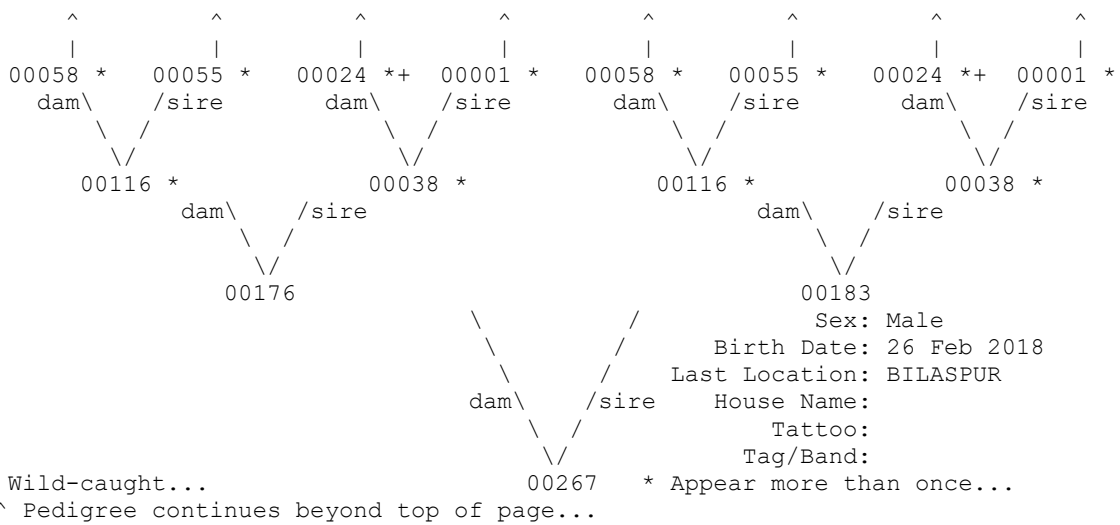 ^ ^ ^ ^ ^ ^ ^ ^
| | | | | | | |
00058 * 00055 * 00024 *+ 00001 * 00058 * 00055 * 00024 *+ 00001 *
dam\ /sire dam\ /sire dam\ /sire dam\ /sire
\ / \ / \ / \ /
\/ \/ \/ \/
00116 * 00038 * 00116 * 00038 *
dam\ /sire dam\ /sire
\ / \ /
\/ \/
00176 00183
\ / Sex: Male
\ / Birth Date: 26 Feb 2018
\ / Last Location: BILASPUR
dam\ /sire House Name:
\ / Tattoo:
\/ Tag/Band:
Wild-caught... 00267 * Appear more than once...
^ Pedigree continues beyond top of page...